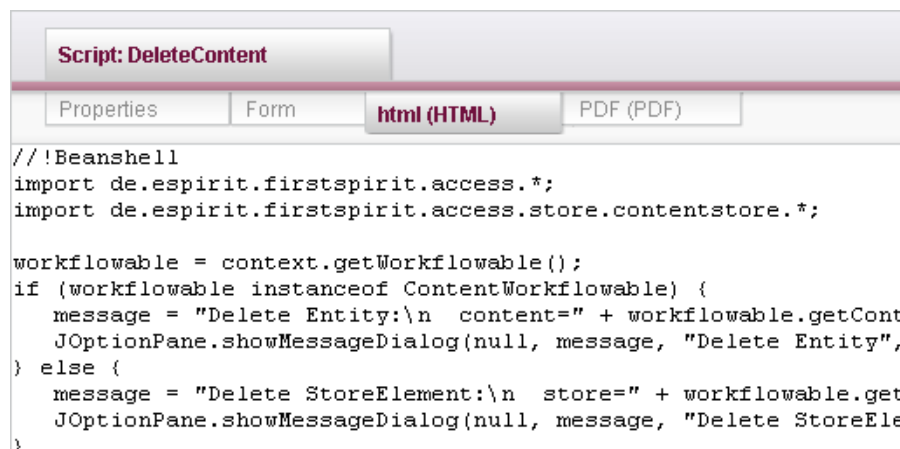 Script: DeleteContent
Properties Form html (HTML) PDF (PDF)
//!Beanshell
import de.espirit.firstspirit.access.*;
import de.espirit.firstspirit.access.store.contentstore.*;
workflowable = context.getWorkflowable();
if (workflowable instanceof ContentWorkflowable) {
message = "Delete Entity:\n  content=" + workflowable.getCont
JOptionPane.showMessageDialog(null, message, "Delete Entity",
} else {
message = "Delete StoreElement:\n  store=" + workflowable.get
JOptionPane.showMessageDialog(null, message, "Delete StoreEle
}